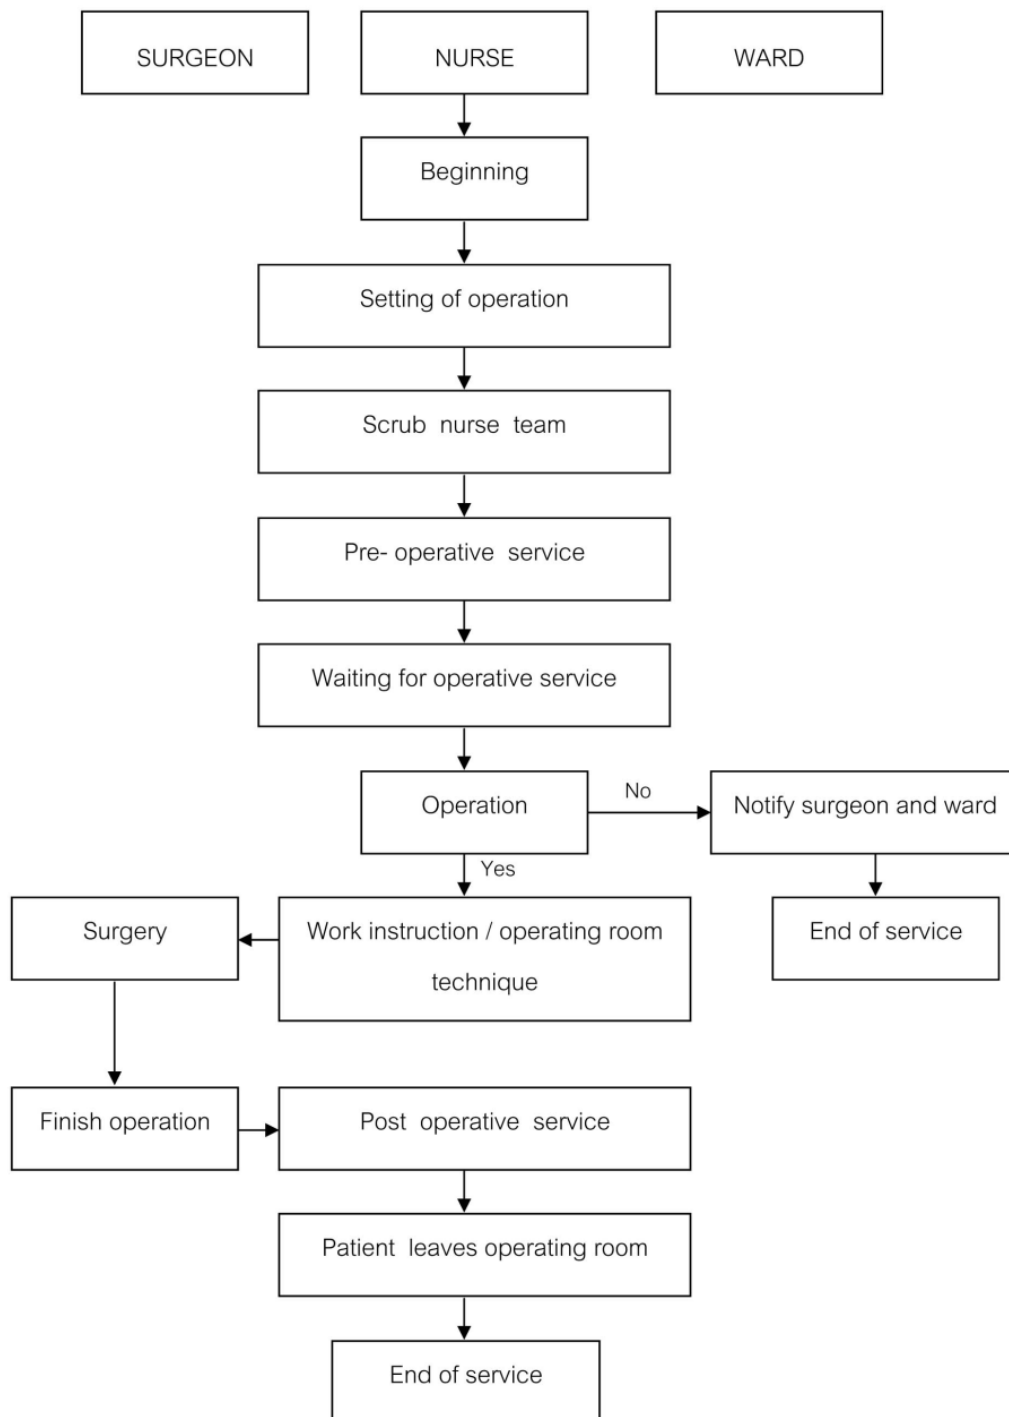 SURGEON
NURSE
WARD
Beginning
Setting of operation
Scrub nurse team
Pre- operative service
Waiting for operative service
Operation
No
Notify surgeon and ward
Yes
Surgery
Work instruction / operating room
technique
End of service
Finish operation
Post operative service
Patient leaves operating room
End of service